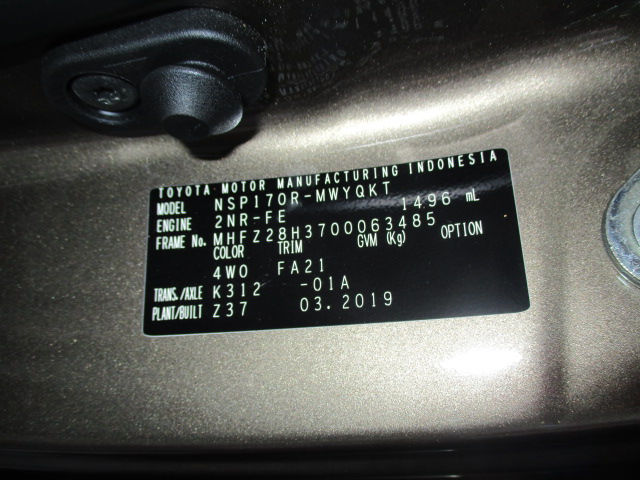 TOYOTA MOTOR MANUFACTURING INDONESIA
MODEL NSP170R-MWYQKT
ENGINE 2NR-FE 1496 mL
FRAME No. MHFZ28H3700063485
COLOR TRIM GVM (Kg) OPTION
4W0 FA21
TRANS./AXLE K312 -01A
PLANT/BUILT Z37 03.2019